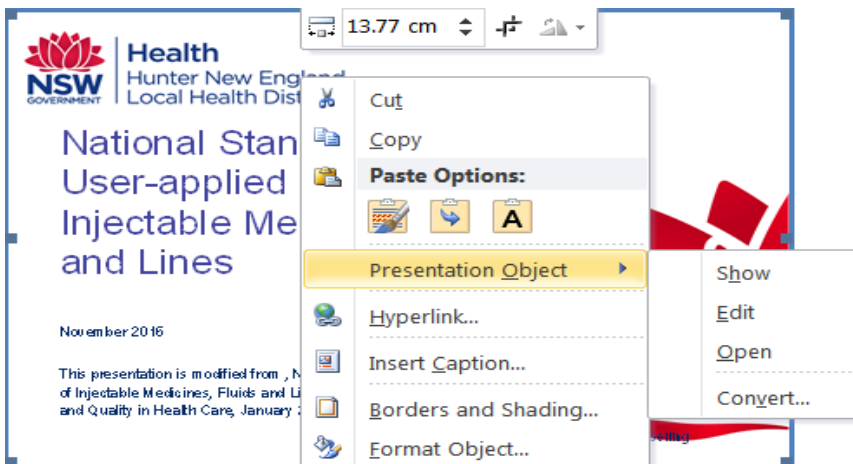 13.77 cm
Health
Hunter New England
Local Health Dist
NSW
GOVERNMENT
National Stan
User-applied
Injectable Me
and Lines
November 2016
This presentation is modified from , N
of Injectable Medicines, Fluids and Li
and Quality in Health Care, January
Cut
Copy
Paste Options:
A
Presentation Object
Hyperlink...
Insert Caption...
Borders and Shading...
Format Object...
Show
Edit
Open
Convert...